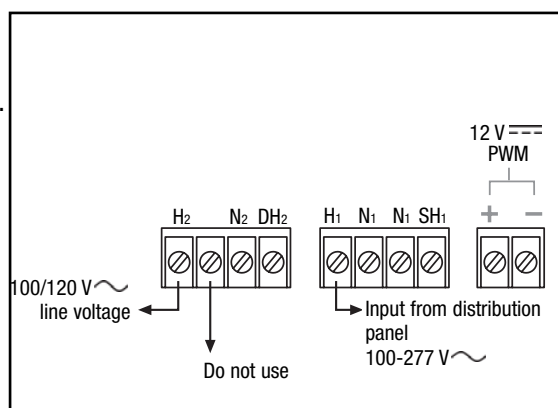 12 V
PWM
+ −
H2 N2 DH2 H1 N1 N1 SH1
100/120 V
line voltage
Do not use
Input from distribution
panel
100-277 V